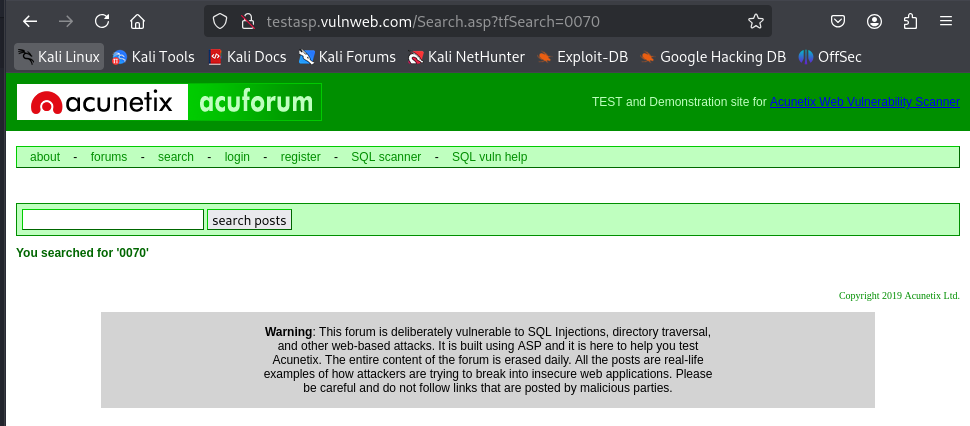 testasp.vulnweb.com/Search.asp?tfSearch=0070
Kali Linux Kali Tools Kali Docs Kali Forums Kali NetHunter Exploit-DB Google Hacking DB OffSec
acunetix acuforum TEST and Demonstration site for Acunetix Web Vulnerability Scanner
about - forums - search - login - register - SQL scanner - SQL vuln help
search posts
You searched for '0070'
Copyright 2019 Acunetix Ltd.
Warning: This forum is deliberately vulnerable to SQL Injections, directory traversal,
and other web-based attacks. It is built using ASP and it is here to help you test
Acunetix. The entire content of the forum is erased daily. All the posts are real-life
examples of how attackers are trying to break into insecure web applications. Please
be careful and do not follow links that are posted by malicious parties.